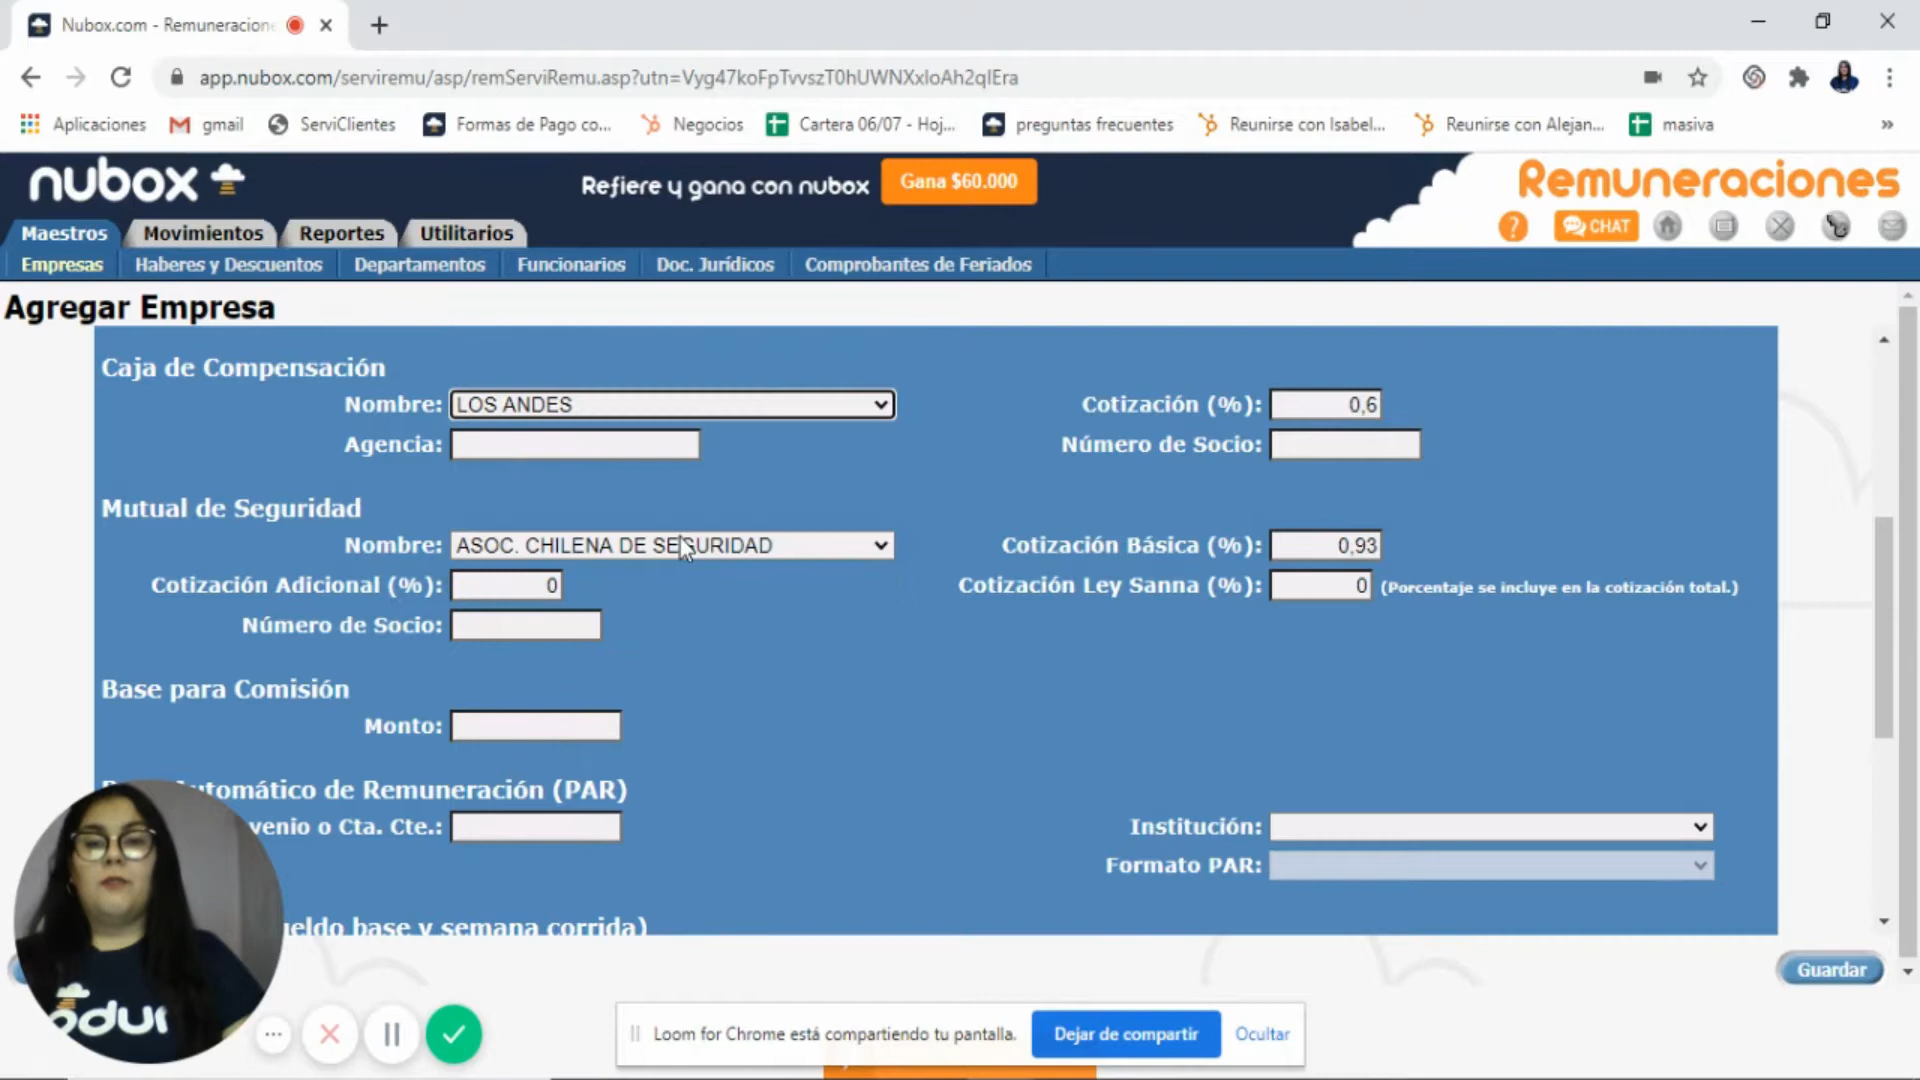 Nubox.com - Remuneracione
app.nubox.com/serviremu/asp/remServiRemu.asp?utn=Vyg47koFpTvvszT0hUWNXxIoAh2qIEra
Aplicaciones gmail ServiClientes Formas de Pago co... Negocios Cartera 06/07 - Hoj... preguntas frecuentes Reunirse con Isabel... Reunirse con Alejan... masiva »
nubox Refiere y gana con nubox Gana $60.000 Remuneraciones
? CHAT
Maestros Movimientos Reportes Utilitarios
Empresas Haberes y Descuentos Departamentos Funcionarios Doc. Jurídicos Comprobantes de Feriados
Agregar Empresa
Caja de Compensación
Nombre: LOS ANDES Cotización (%): 0,6
Agencia: Número de Socio:
Mutual de Seguridad
Nombre: ASOC. CHILENA DE SEGURIDAD Cotización Básica (%): 0,93
Cotización Adicional (%): 0 Cotización Ley Sanna (%): 0 (Porcentaje se incluye en la cotización total.)
Número de Socio:
Base para Comisión
Monto:
utomático de Remuneración (PAR)
venio o Cta. Cte.: Institución:
Formato PAR:
ueldo base y semana corrida)
Guardar
Loom for Chrome está compartiendo tu pantalla. Dejar de compartir Ocultar